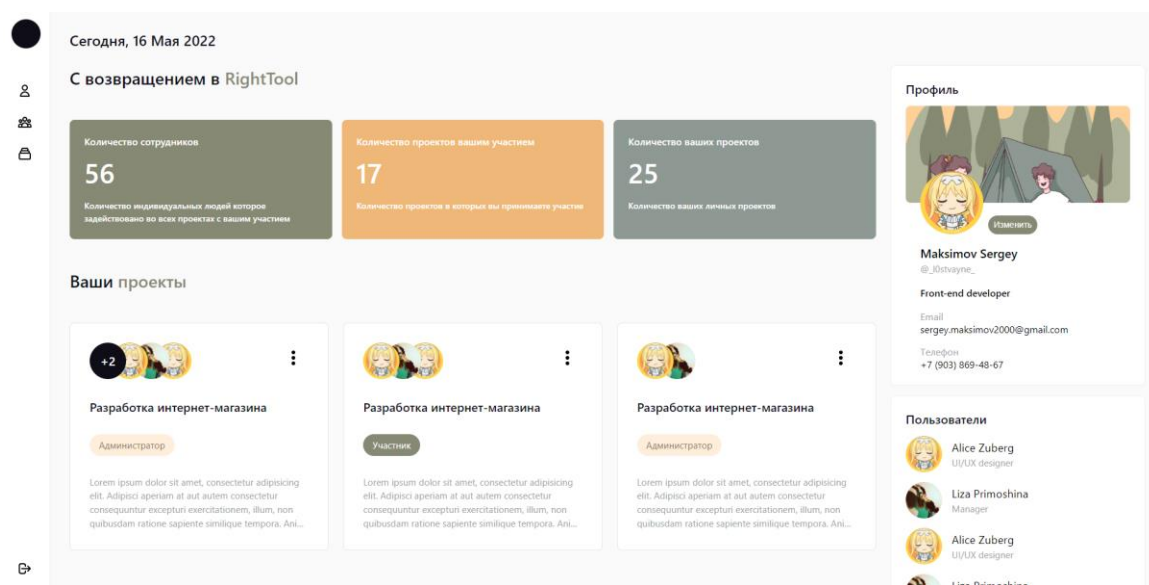 Сегодня, 16 Мая 2022
С возвращением в RightTool
Количество сотрудников
56
Количество индивидуальных людей которое
задействовано во всех проектах с вашим участием
Количество проектов вашим участием
17
Количество проектов в которых вы принимаете участие
Количество ваших проектов
25
Количество ваших личных проектов
Ваши проекты
+2
Разработка интернет-магазина
Администратор
Lorem ipsum dolor sit amet, consectetur adipisicing
elit. Adipisci aperiam at aut autem consectetur
consequuntur excepturi exercitationem, illum, non
quibusdam ratione sapiente similique tempora. Ani...
Разработка интернет-магазина
Участник
Lorem ipsum dolor sit amet, consectetur adipisicing
elit. Adipisci aperiam at aut autem consectetur
consequuntur excepturi exercitationem, illum, non
quibusdam ratione sapiente similique tempora. Ani...
Разработка интернет-магазина
Администратор
Lorem ipsum dolor sit amet, consectetur adipisicing
elit. Adipisci aperiam at aut autem consectetur
consequuntur excepturi exercitationem, illum, non
quibusdam ratione sapiente similique tempora. Ani...
Профиль
Изменить
Maksimov Sergey
@_l0stvayne_
Front-end developer
Email
sergey.maksimov2000@gmail.com
Телефон
+7 (903) 869-48-67
Пользователи
Alice Zuberg
UI/UX designer
Liza Primoshina
Manager
Alice Zuberg
UI/UX designer
Liza Primoshina